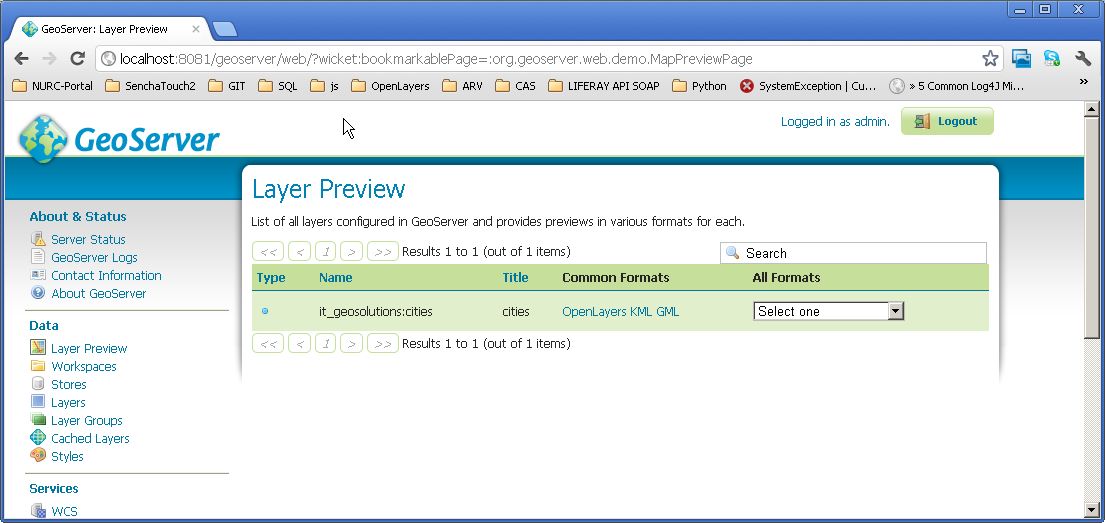 GeoServer: Layer Preview
localhost:8081/geoserver/web/?wicket:bookmarkablePage=:org.geoserver.web.demo.MapPreviewPage
NURC-Portal SenchaTouch2 GIT SQL js OpenLayers ARV CAS LIFERAY API SOAP Python SystemException | Cu... » 5 Common Log4J Mi... »
GeoServer
Logged in as admin. Logout
Layer Preview
List of all layers configured in GeoServer and provides previews in various formats for each.
<< < 1 > >> Results 1 to 1 (out of 1 items) Search
Type Name Title Common Formats All Formats
it_geosolutions:cities cities OpenLayers KML GML Select one
<< < 1 > >> Results 1 to 1 (out of 1 items)
About & Status
Server Status
GeoServer Logs
Contact Information
About GeoServer
Data
Layer Preview
Workspaces
Stores
Layers
Layer Groups
Cached Layers
Styles
Services
WCS